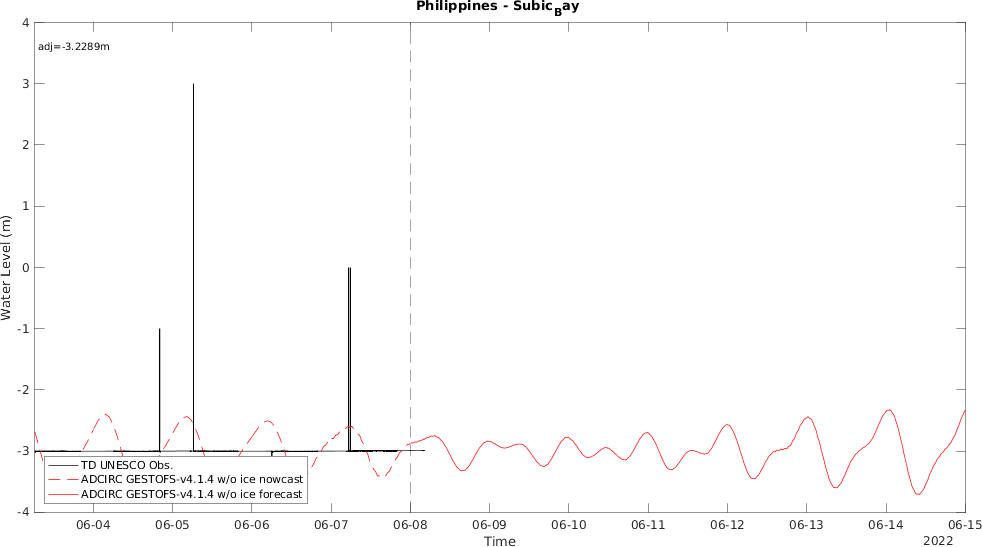 Philippines - Subic_Bay
adj=-3.2289m
4
3
2
1
0
-1
-2
-3
-4
Water Level (m)
TD UNESCO Obs.
ADCIRC GESTOFS-v4.1.4 w/o ice nowcast
ADCIRC GESTOFS-v4.1.4 w/o ice forecast
06-04 06-05 06-06 06-07 06-08 06-09 06-10 06-11 06-12 06-13 06-14 06-15
Time
2022